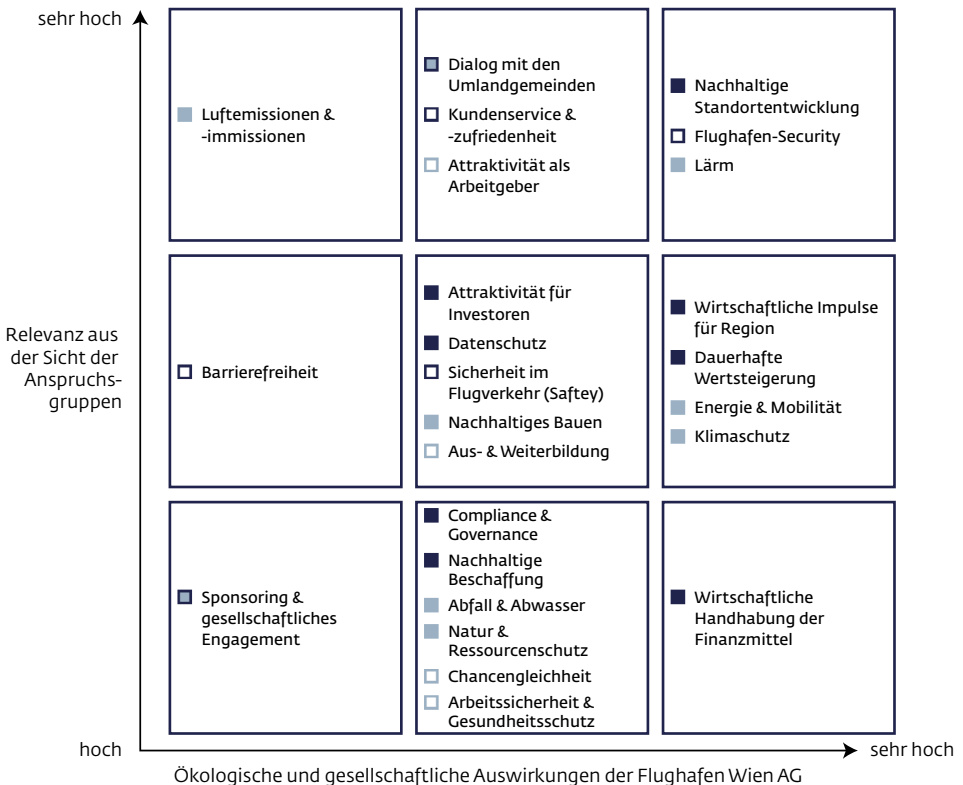 sehr hoch
Luftemissionen &
-immissionen
Dialog mit den
Umlandgemeinden
Kundenservice &
-zufriedenheit
Attraktivität als
Arbeitgeber
Nachhaltige
Standortentwicklung
Flughafen-Security
Lärm
Relevanz aus
der Sicht der
Anspruchs-
gruppen
Barrierefreiheit
Attraktivität für
Investoren
Datenschutz
Sicherheit im
Flugverkehr (Saftey)
Nachhaltiges Bauen
Aus- & Weiterbildung
Wirtschaftliche Impulse
für Region
Dauerhafte
Wertsteigerung
Energie & Mobilität
Klimaschutz
Sponsoring &
gesellschaftliches
Engagement
Compliance &
Governance
Nachhaltige
Beschaffung
Abfall & Abwasser
Natur &
Ressourcenschutz
Chancengleichheit
Arbeitssicherheit &
Gesundheitsschutz
Wirtschaftliche
Handhabung der
Finanzmittel
hoch
sehr hoch
Ökologische und gesellschaftliche Auswirkungen der Flughafen Wien AG